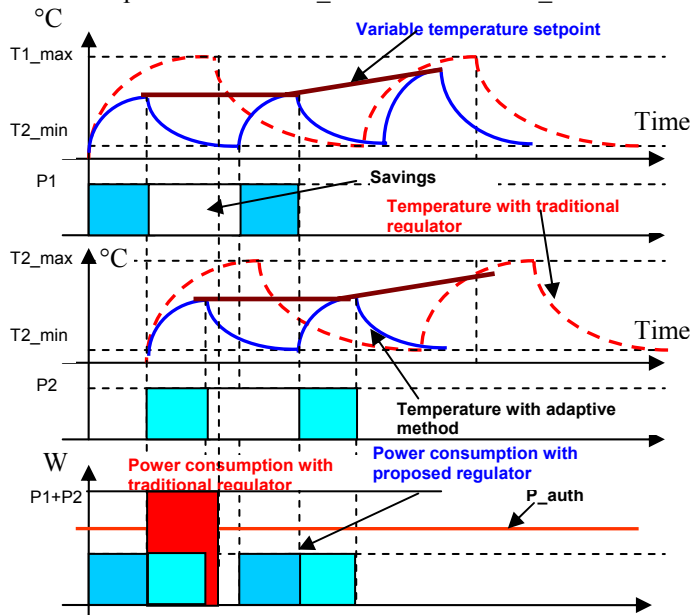 °C
Variable temperature setpoint
T1_max
T2_min
Time
P1
Savings
Temperature with traditional
regulator
T2_max
°C
T2_min
Time
P2
Temperature with adaptive
method
W
Power consumption with
traditional regulator
Power consumption with
proposed regulator
P1+P2
P_auth